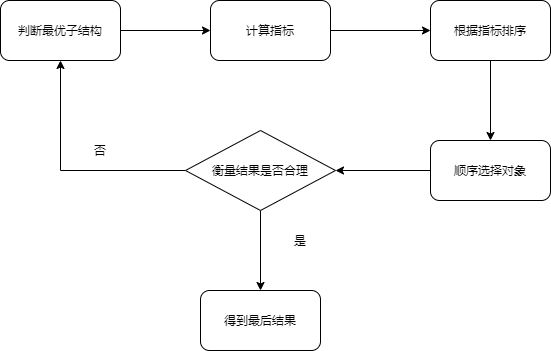 判断最优子结构
计算指标
根据指标排序
否
衡量结果是否合理
顺序选择对象
是
得到最后结果